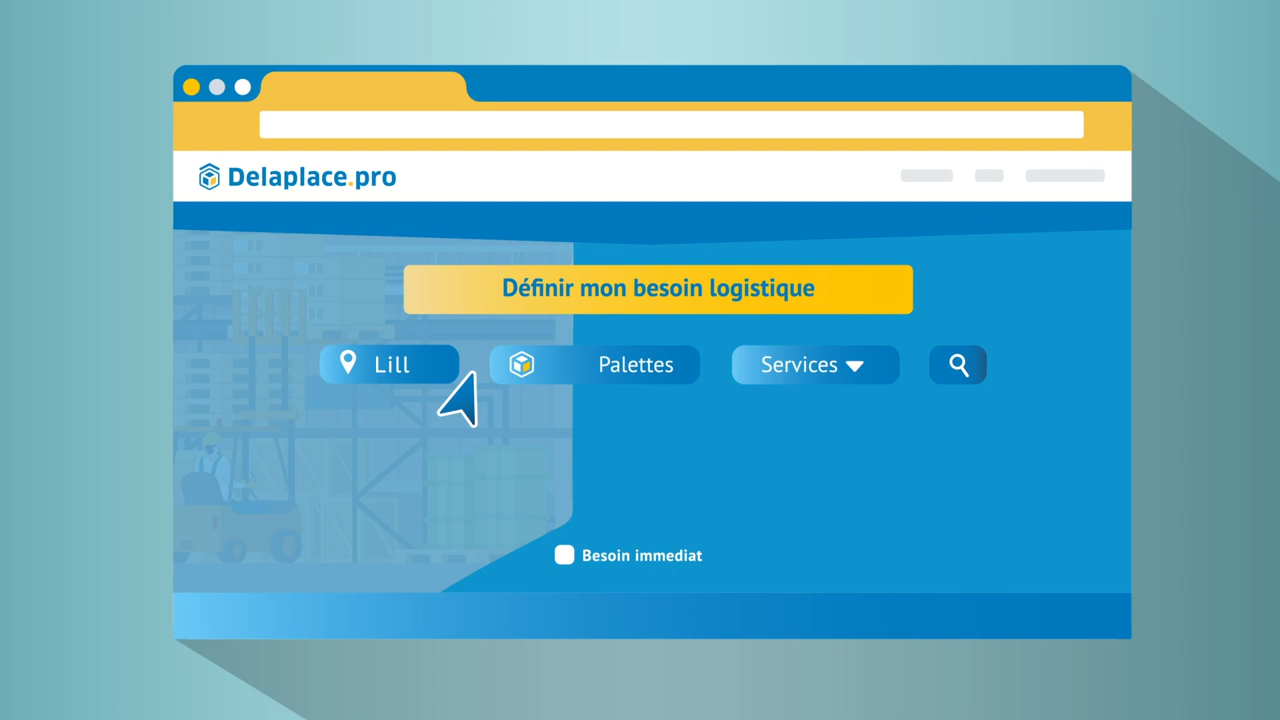 Delaplace.pro
Définir mon besoin logistique
Lill
Palettes
Services
Besoin immediat